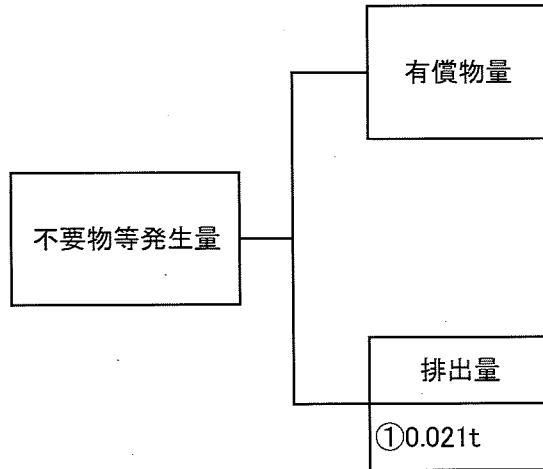 有償物量
不要物等発生量
排出量
①0.021t